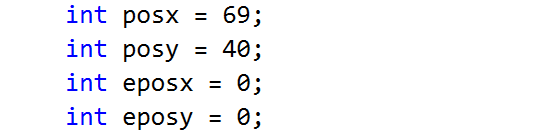 int posx = 69;
int posy = 40;
int eposx = 0;
int eposy = 0;